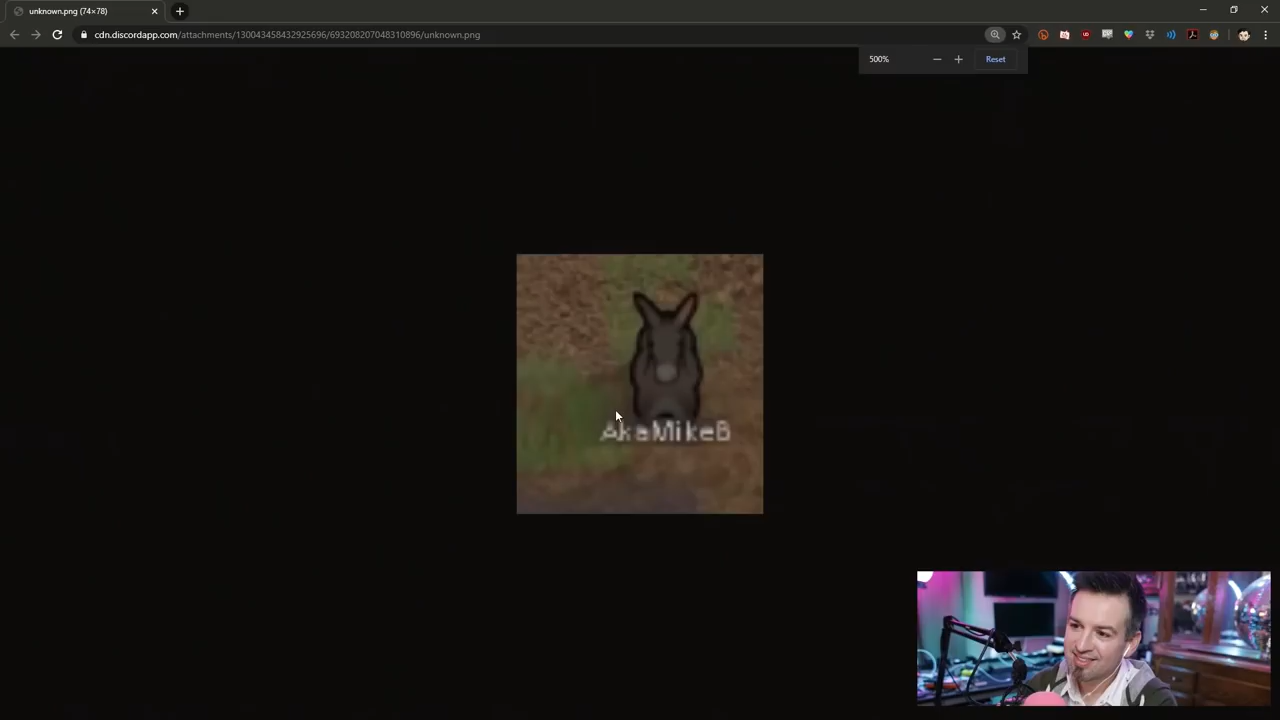 unknown.png (74×78)
cdn.discordapp.com/attachments/130043458432925696/693208207048310896/unknown.png
500%
Reset
AkaMikeB